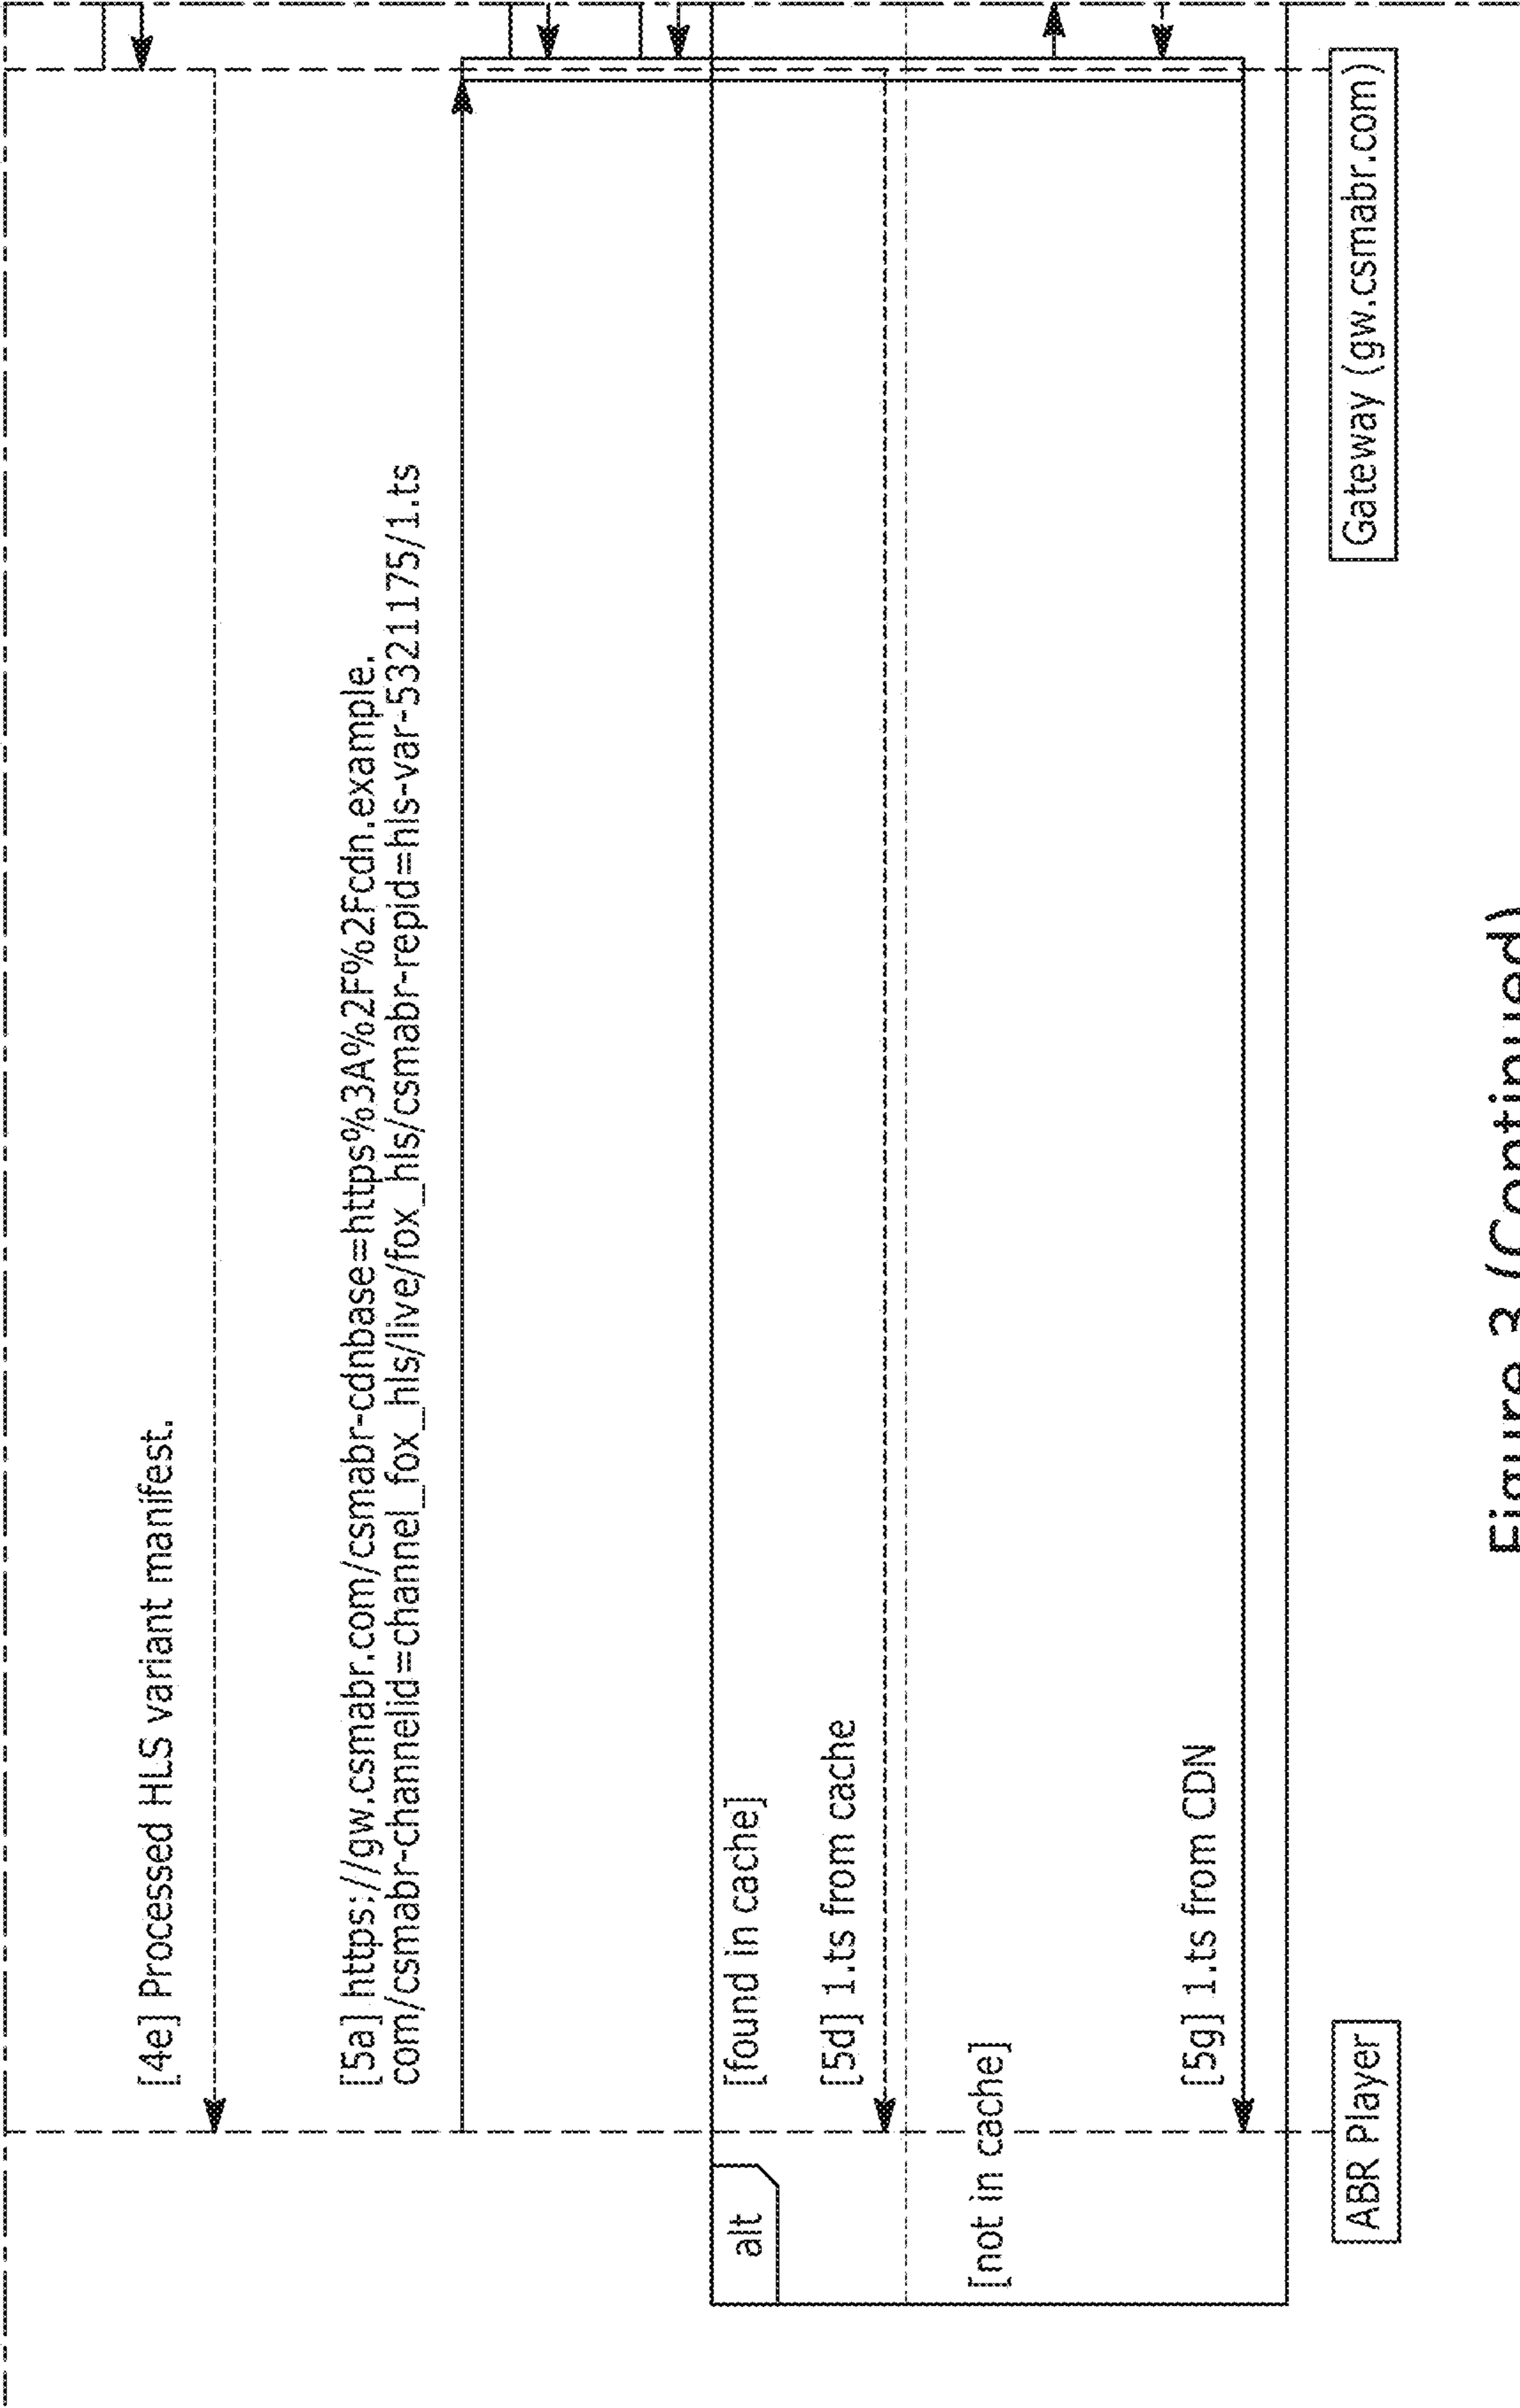 [4e] Processed HLS variant manifest.
[5a] https://gw.csmabr.com/csmabr-cdnbase=https%3A%2F%2Fcdn.example.
com/csmabr-channelid=channel_fox_hls/live/fox_hls/csmabr-repid=hls-var-5321175/1.ts
alt
[found in cache]
[5d] 1.ts from cache
[not in cache]
[5g] 1.ts from CDN
ABR Player
Gateway (gw.csmabr.com)
Figure 3 (Continued)